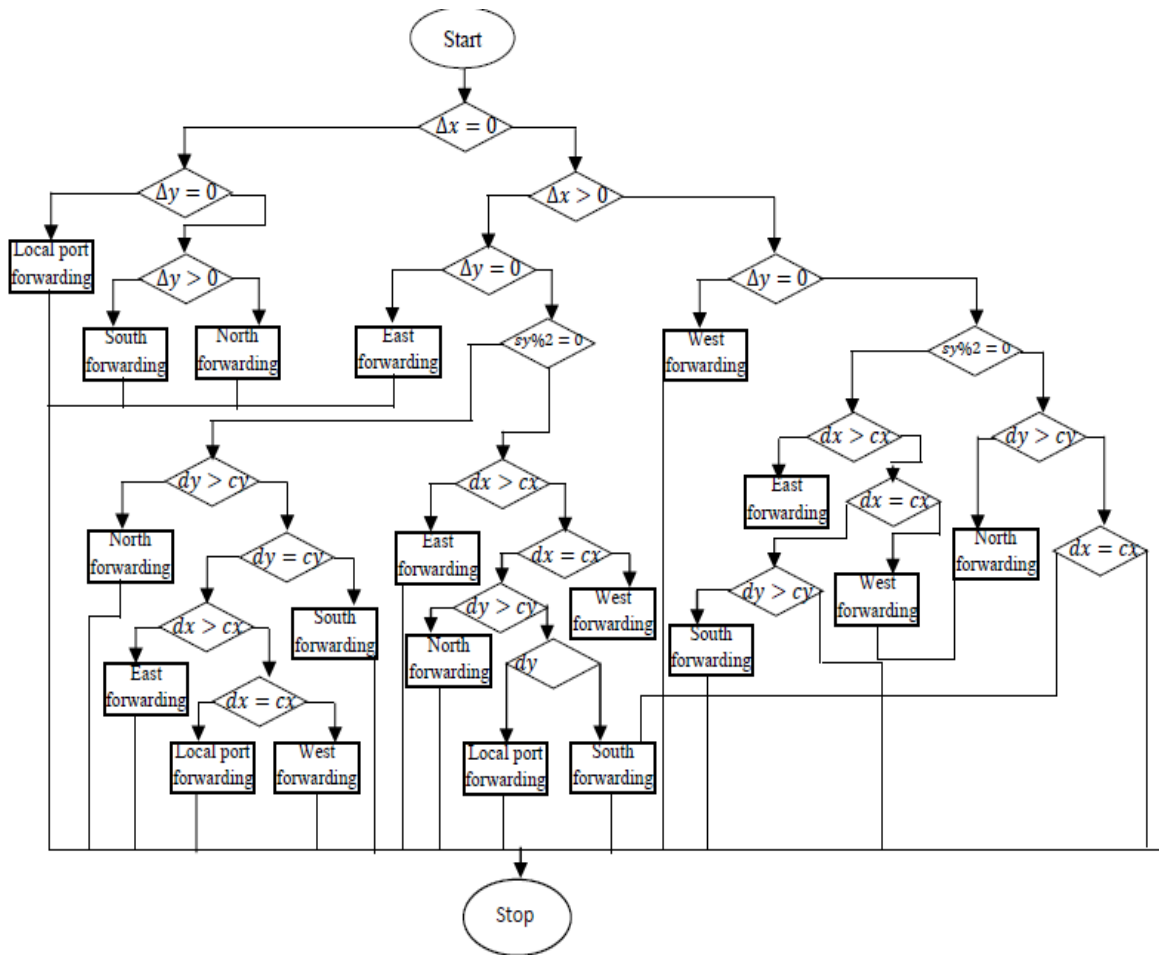 Start
Δx = 0
Δy = 0
Δx > 0
Local port
forwarding
Δy > 0
Δy = 0
Δy = 0
South
forwarding
North
forwarding
East
forwarding
sy%2 = 0
West
forwarding
sy%2 = 0
dx > cx
dy > cy
dy > cy
dx > cx
East
forwarding
dx = cx
North
forwarding
dy = cy
East
forwarding
dx = cx
North
forwarding
dx = cx
dx > cx
South
forwarding
dy > cy
West
forwarding
dy > cy
West
forwarding
South
forwarding
East
forwarding
North
forwarding
dy
dx = cx
Local port
forwarding
West
forwarding
Local port
forwarding
South
forwarding
Stop